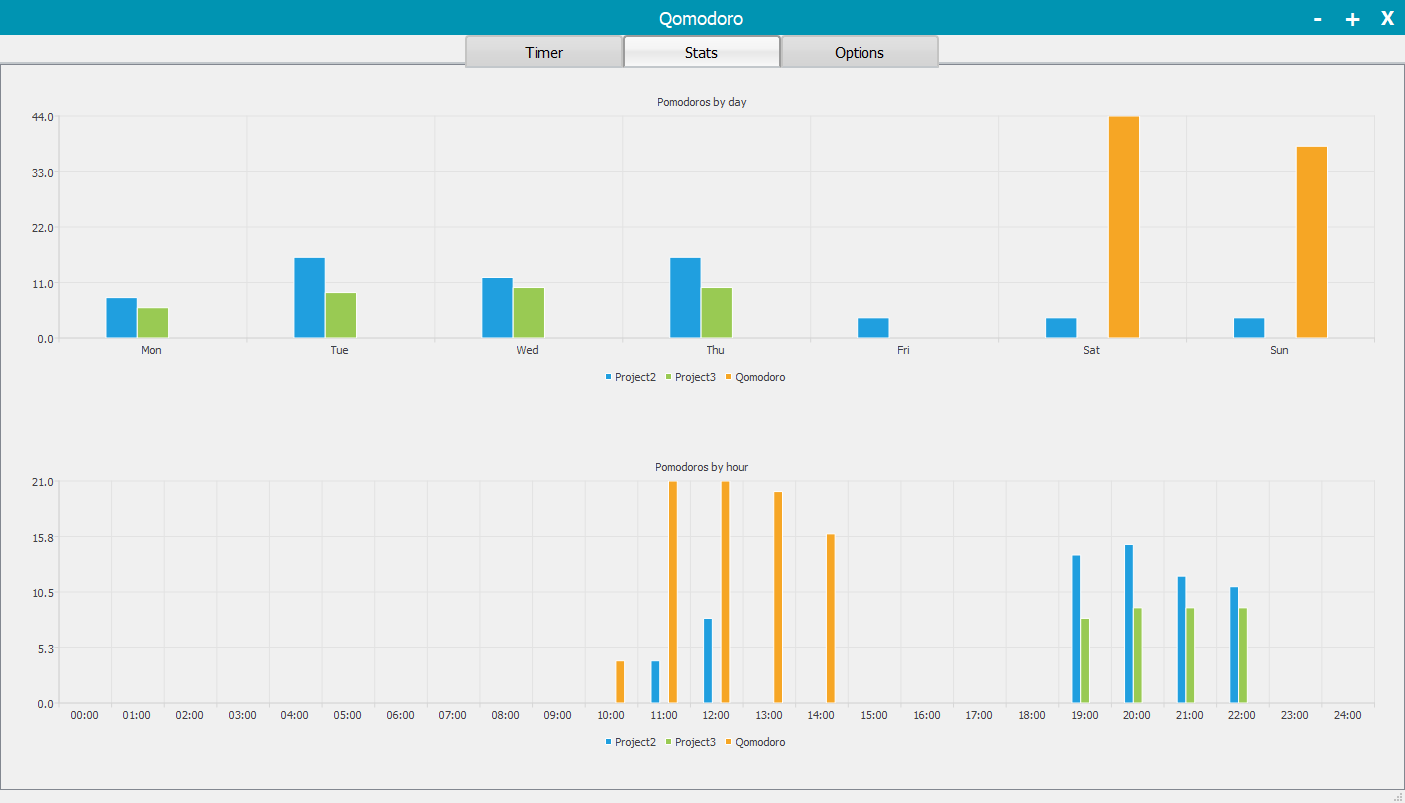 Qomodoro
- + X
Timer Stats Options
Pomodoros by day
44.0
33.0
22.0
11.0
0.0
Mon Tue Wed Thu Fri Sat Sun
Project2 Project3 Qomodoro
Pomodoros by hour
21.0
15.8
10.5
5.3
0.0
00:00 01:00 02:00 03:00 04:00 05:00 06:00 07:00 08:00 09:00 10:00 11:00 12:00 13:00 14:00 15:00 16:00 17:00 18:00 19:00 20:00 21:00 22:00 23:00 24:00
Project2 Project3 Qomodoro